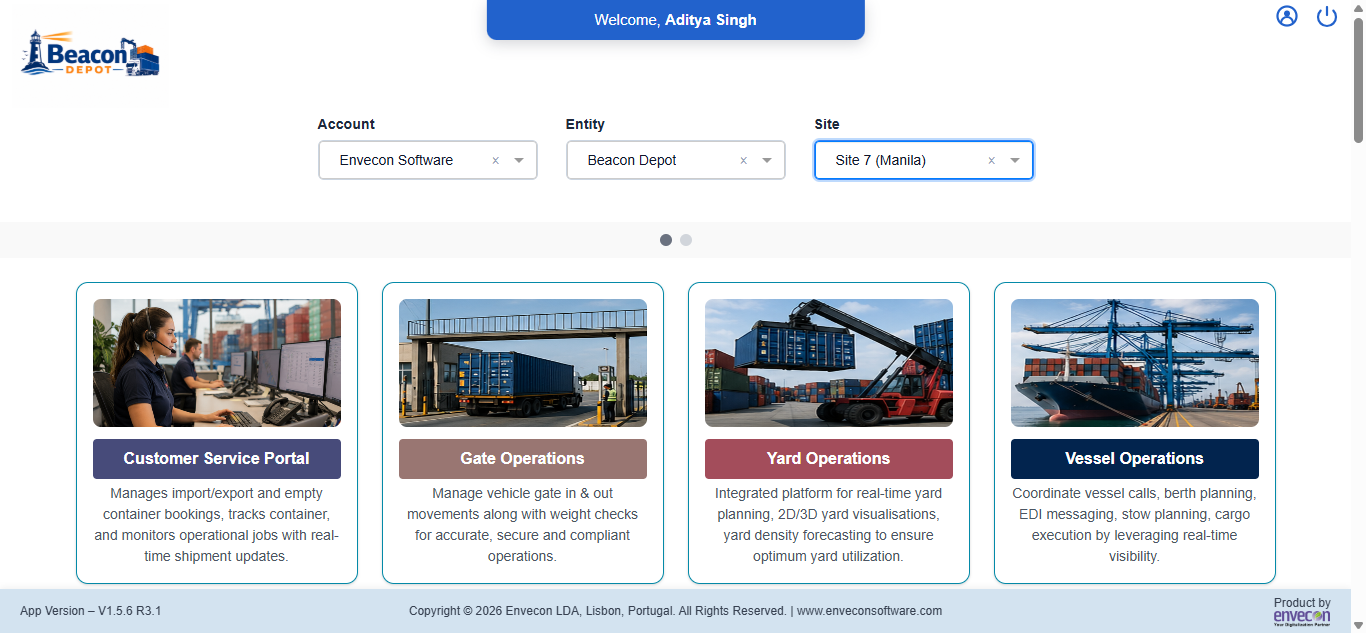 Welcome, Aditya Singh
Beacon
DEPOT
Account
Entity
Site
Envecon Software × 
Beacon Depot ×
Site 7 (Manila) ×
Customer Service Portal
Manages import/export and empty
container bookings, tracks container,
and monitors operational jobs with real-
time shipment updates.
Gate Operations
Manage vehicle gate in & out
movements along with weight checks
for accurate, secure and compliant
operations.
Yard Operations
Integrated platform for real-time yard
planning, 2D/3D yard visualisations,
yard density forecasting to ensure
optimum yard utilization.
Vessel Operations
Coordinate vessel calls, berth planning,
EDI messaging, stow planning, cargo
execution by leveraging real-time
visibility.
App Version – V1.5.6 R3.1
Copyright © 2026 Envecon LDA, Lisbon, Portugal. All Rights Reserved. | www.enveconsoftware.com
Product by
envecon
Your Digitalization Partner